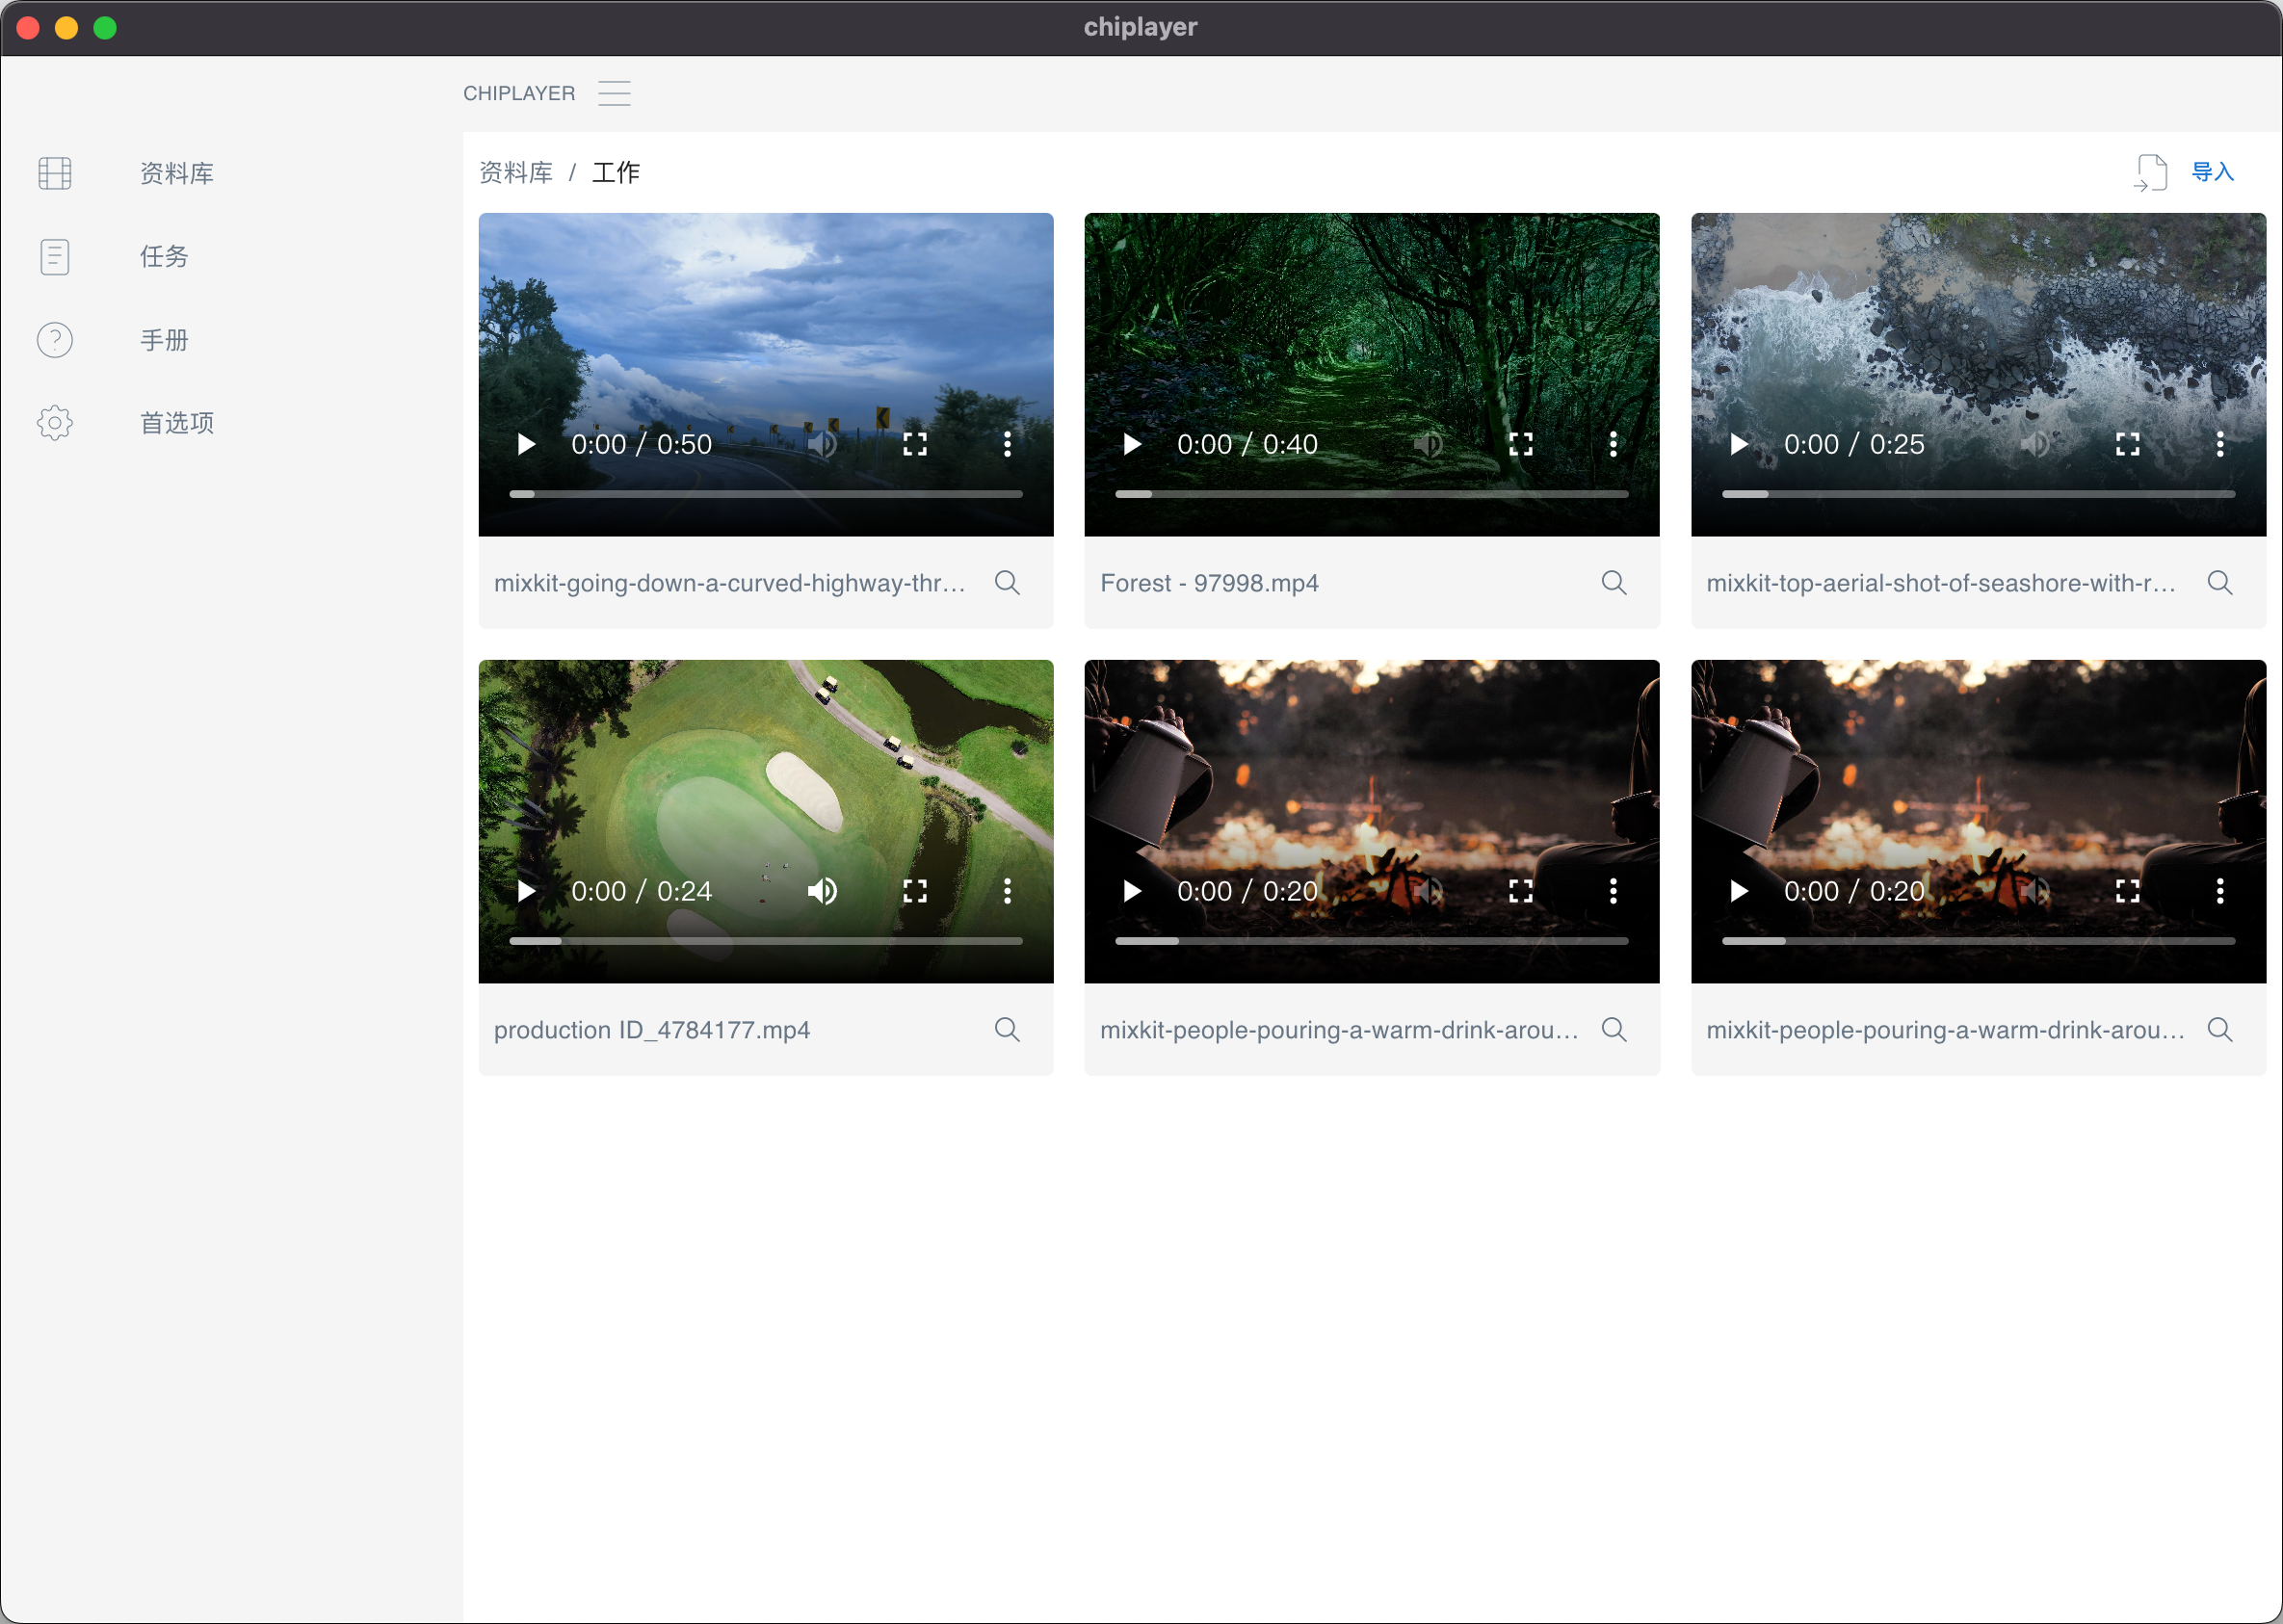 chiplayer
CHIPLAYER
资料库
任务
手册
首选项
资料库 / 工作
导入
0:00 / 0:50
0:00 / 0:40
0:00 / 0:25
mixkit-going-down-a-curved-highway-thr...
Forest - 97998.mp4
mixkit-top-aerial-shot-of-seashore-with-r...
0:00 / 0:24
0:00 / 0:20
0:00 / 0:20
production ID_4784177.mp4
mixkit-people-pouring-a-warm-drink-arou...
mixkit-people-pouring-a-warm-drink-arou...